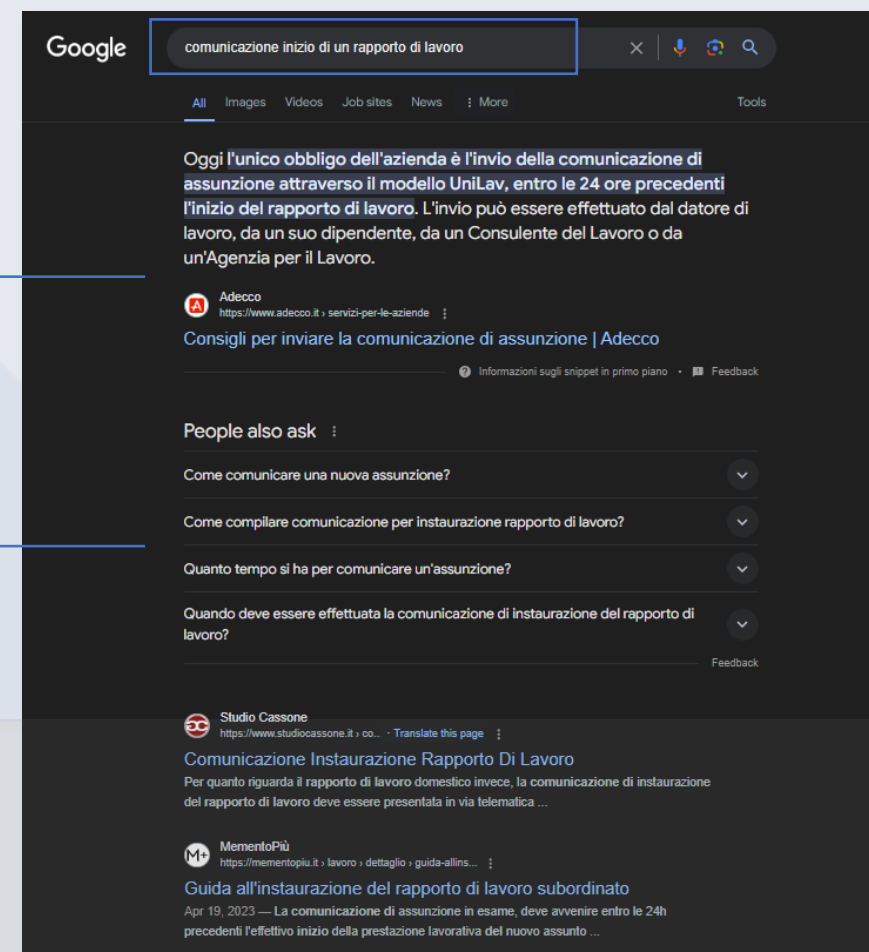 Google
comunicazione inizio di un rapporto di lavoro
All Images Videos Job sites News More Tools
Oggi l'unico obbligo dell'azienda è l'invio della comunicazione di
assunzione attraverso il modello UniLav, entro le 24 ore precedenti
l'inizio del rapporto di lavoro. L'invio può essere effettuato dal datore di
lavoro, da un suo dipendente, da un Consulente del Lavoro o da
un'Agenzia per il Lavoro.
Adecco
https://www.adecco.it › servizi-per-le-aziende
Consigli per inviare la comunicazione di assunzione | Adecco
Informazioni sugli snippet in primo piano • Feedback
People also ask
Come comunicare una nuova assunzione?
Come compilare comunicazione per instaurazione rapporto di lavoro?
Quanto tempo si ha per comunicare un'assunzione?
Quando deve essere effettuata la comunicazione di instaurazione del rapporto di
lavoro?
Feedback
Studio Cassone
https://www.studiocassone.it › co... · Translate this page
Comunicazione Instaurazione Rapporto Di Lavoro
Per quanto riguarda il rapporto di lavoro domestico invece, la comunicazione di instaurazione
del rapporto di lavoro deve essere presentata in via telematica ...
M+
MementoPiù
https://mementopiu.it › lavoro › dettaglio › guida-allins...
Guida all'instaurazione del rapporto di lavoro subordinato
Apr 19, 2023 — La comunicazione di assunzione in esame, deve avvenire entro le 24h
precedenti l'effettivo inizio della prestazione lavorativa del nuovo assunto ...